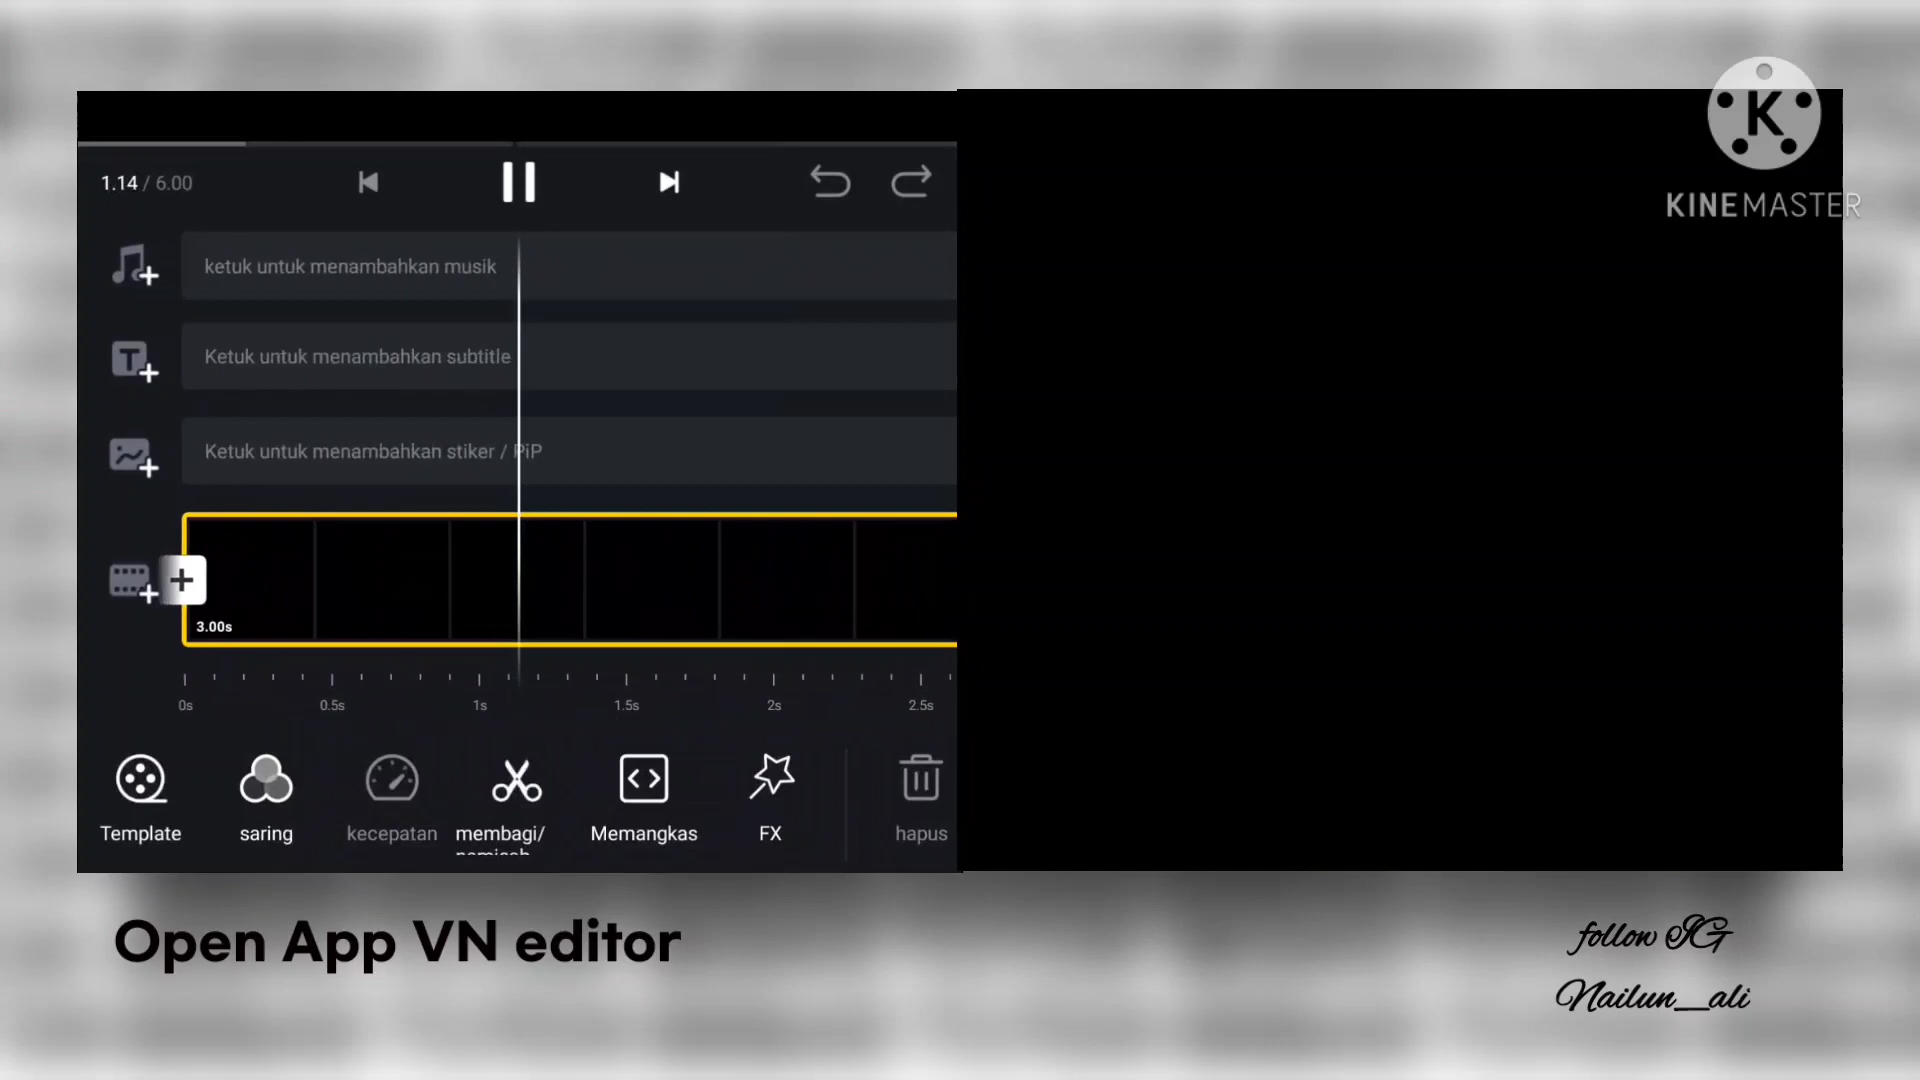 K
KINEMASTER
1.14 / 6.00
ketuk untuk menambahkan musik
T
Ketuk untuk menambahkan subtitle
Ketuk untuk menambahkan stiker / PiP
3.00s
0s 0.5s 1s 1.5s 2s 2.5s
Template saring kecepatan membagi/ Memangkas FX hapus
Open App VN editor
follow IG
Nailun__ali